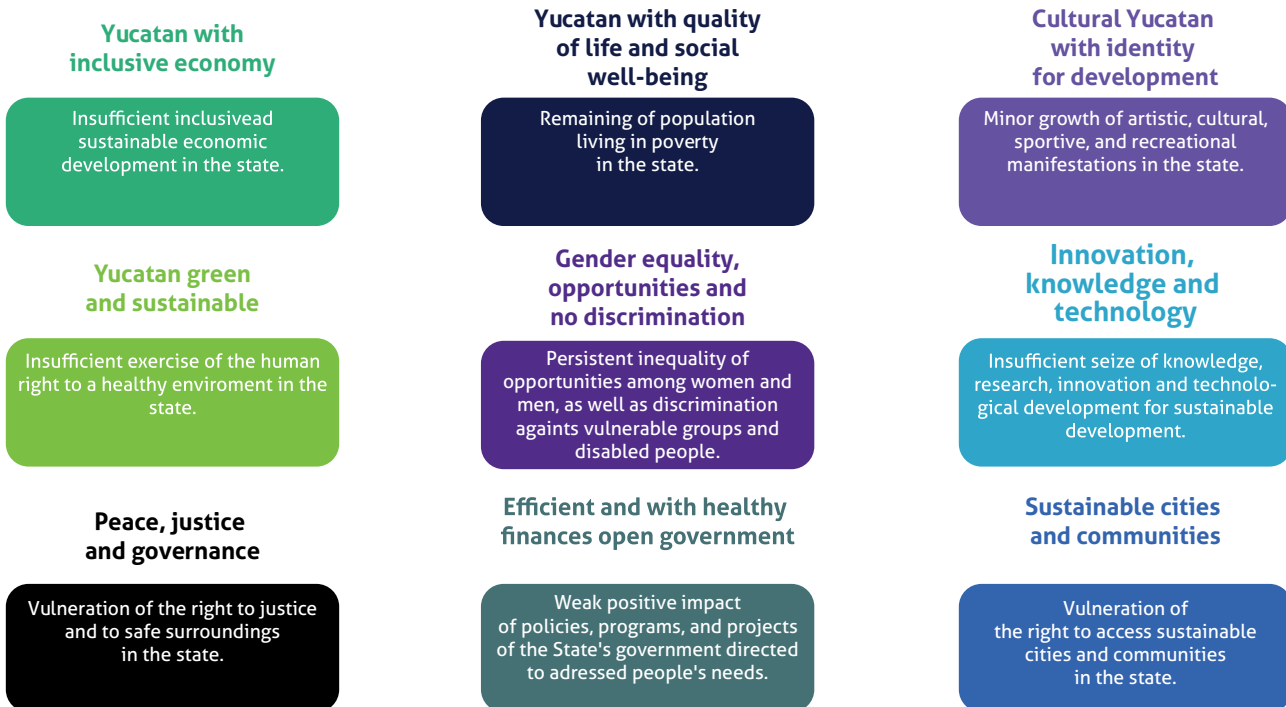 Yucatan with
inclusive economy
Insufficient inclusivead
sustainable economic
development in the state.
Yucatan with quality
of life and social
well-being
Remaining of population
living in poverty
in the state.
Cultural Yucatan
with identity
for development
Minor growth of artistic, cultural,
sportive, and recreational
manifestations in the state.
Yucatan green
and sustainable
Insufficient exercise of the human
right to a healthy enviroment in the
state.
Gender equality,
opportunities and
no discrimination
Persistent inequality of
opportunities among women and
men, as well as discrimination
againts vulnerable groups and
disabled people.
Innovation,
knowledge and
technology
Insufficient seize of knowledge,
research, innovation and technolo-
gical development for sustainable
development.
Peace, justice
and governance
Vulneration of the right to justice
and to safe surroundings
in the state.
Efficient and with healthy
finances open government
Weak positive impact
of policies, programs, and projects
of the State's government directed
to adressed people's needs.
Sustainable cities
and communities
Vulneration of
the right to access sustainable
cities and communities
in the state.